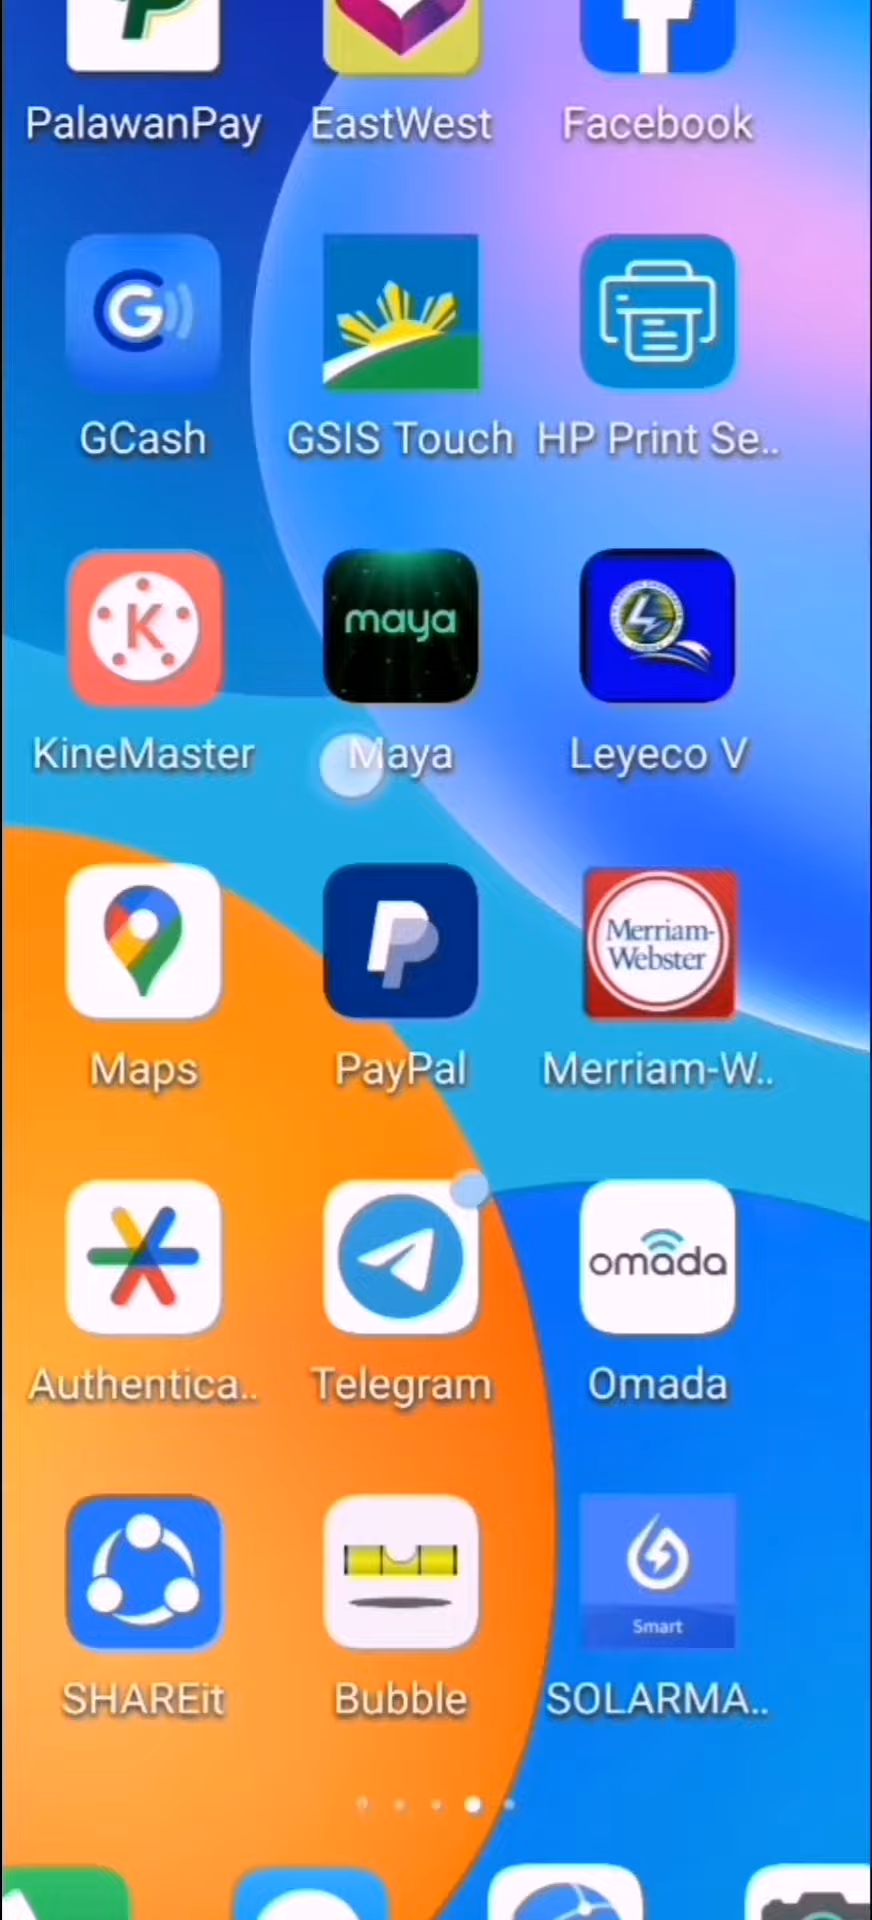 PalawanPay EastWest Facebook
GCash GSIS Touch HP Print Se..
maya
KineMaster Maya Leyeco V
Merriam-
Webster
Maps PayPal Merriam-W..
omada
Authentica.. Telegram Omada
Smart
SHAREit Bubble SOLARMA..